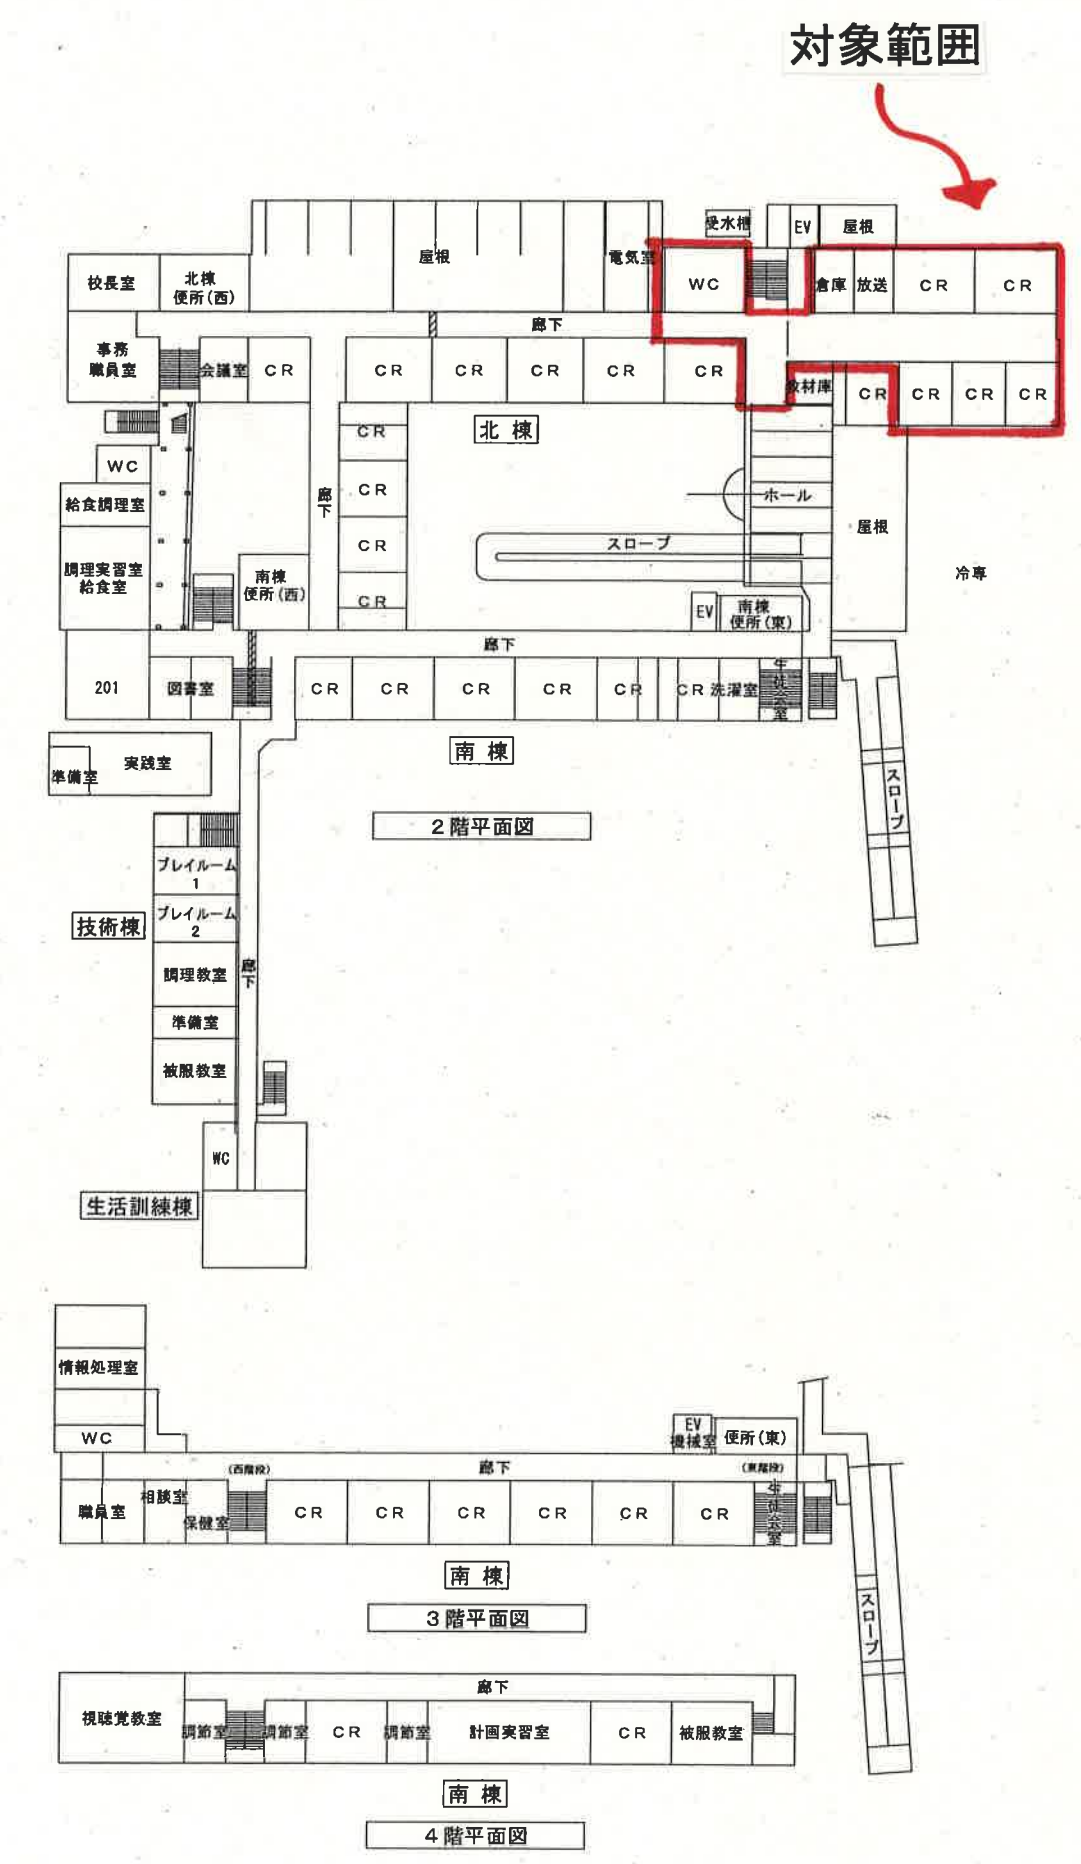 対象範囲
受水槽
EV
屋根
屋根
電気室
校長室
北棟
便所(西)
WC
倉庫
放送
CR
CR
廊下
事務
職員室
会議室
CR
CR
CR
CR
CR
CR
教材庫
CR
CR
CR
CR
CR
北棟
WC
廊下
CR
給食調理室
ホール
屋根
CR
スロープ
調理実習室
給食室
南棟
便所(西)
冷専
CR
EV
南棟
便所(東)
廊下
201
図書室
CR
CR
CR
CR
CR
CR
洗濯室
生徒会室
南棟
準備室
実践室
スロープ
2階平面図
プレイルーム
1
技術棟
プレイルーム
2
廊下
調理教室
準備室
被服教室
WC
生活訓練棟
情報処理室
WC
EV
機械室
便所(東)
(西階段)
廊下
(東階段)
職員室
相談室
保健室
CR
CR
CR
CR
CR
CR
生徒会室
南棟
3階平面図
スロープ
廊下
視聴覚教室
調節室
調節室
CR
調節室
計画実習室
CR
被服教室
南棟
4階平面図